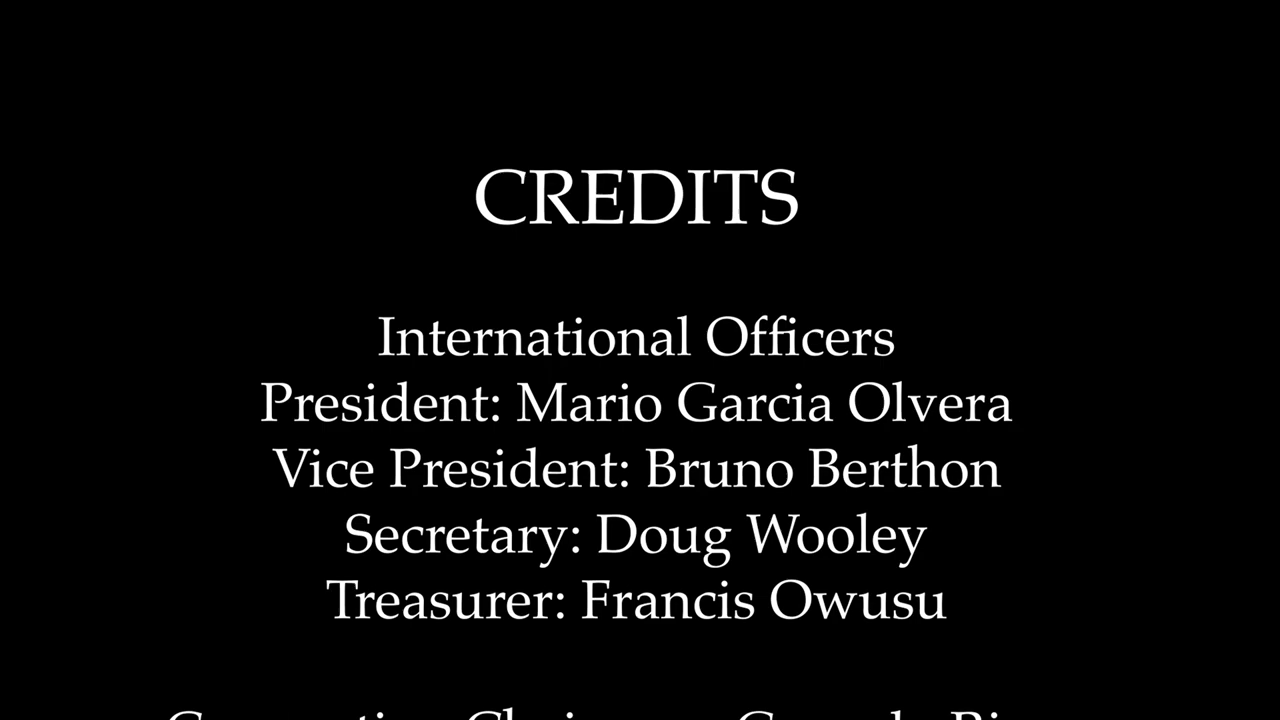 CREDITS
International Officers
President: Mario Garcia Olvera
Vice President: Bruno Berthon
Secretary: Doug Wooley
Treasurer: Francis Owusu